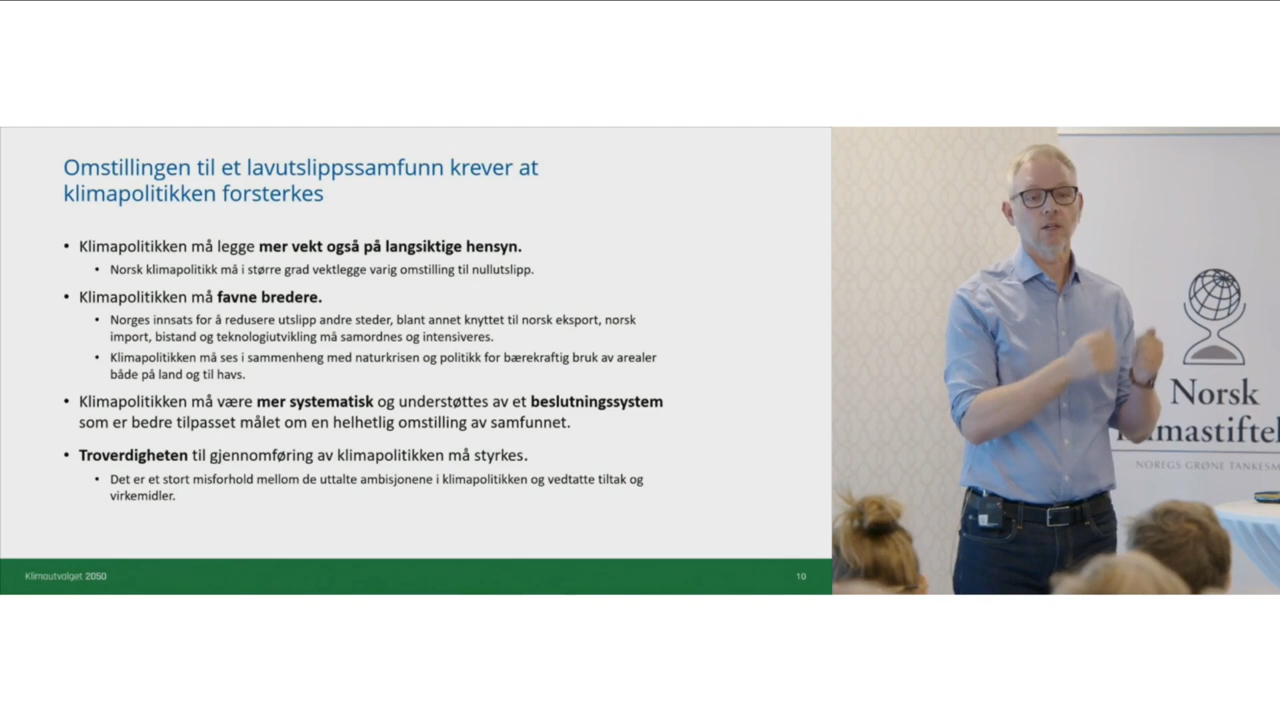 Omstillingen til et lavutslippssamfunn krever at
klimapolitikken forsterkes
• Klimapolitikken må legge mer vekt også på langsiktige hensyn.
• Norsk klimapolitikk må i større grad vektlegge varig omstilling til nullutslipp.
• Klimapolitikken må favne bredere.
• Norges innsats for å redusere utslipp andre steder, blant annet knyttet til norsk eksport, norsk
import, bistand og teknologiutvikling må samordnes og intensiveres.
• Klimapolitikken må ses i sammenheng med naturkrisen og politikk for bærekraftig bruk av arealer
både på land og til havs.
• Klimapolitikken må være mer systematisk og understøttes av et beslutningssystem
som er bedre tilpasset målet om en helhetlig omstilling av samfunnet.
• Troverdigheten til gjennomføring av klimapolitikken må styrkes.
• Det er et stort misforhold mellom de uttalte ambisjonene i klimapolitikken og vedtatte tiltak og
virkemidler.
Klimautvalget 2050
10
Norsk
NOREGS GRØNE